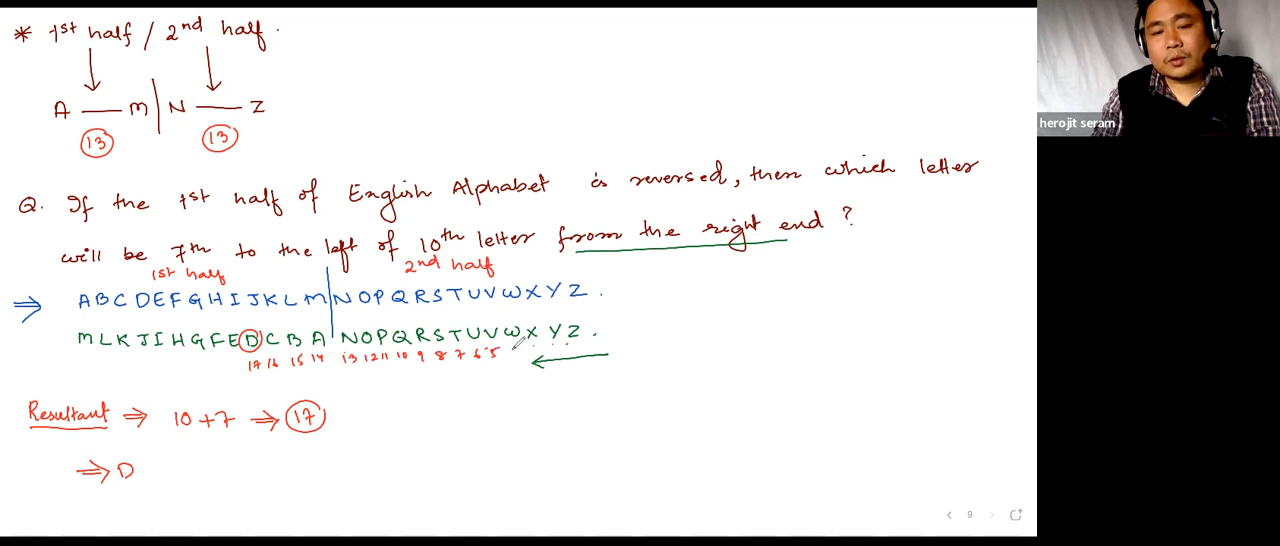 * 1st half / 2nd half.
A — M | N — Z
13 13
Q. If the 1st half of English Alphabet is reversed, then which letter
will be 7th to the left of 10th letter from the right end ?
1st half 2nd half
⇒ A B C D E F G H I J K L M | N O P Q R S T U V W X Y Z .
M L K J I H G F E D C B A N O P Q R S T U V W X Y Z .
17 16 15 14 13 12 11 10 9 8 7 6 5
Resultant ⇒ 10 + 7 ⇒ 17
⇒ D
herojit seram
9